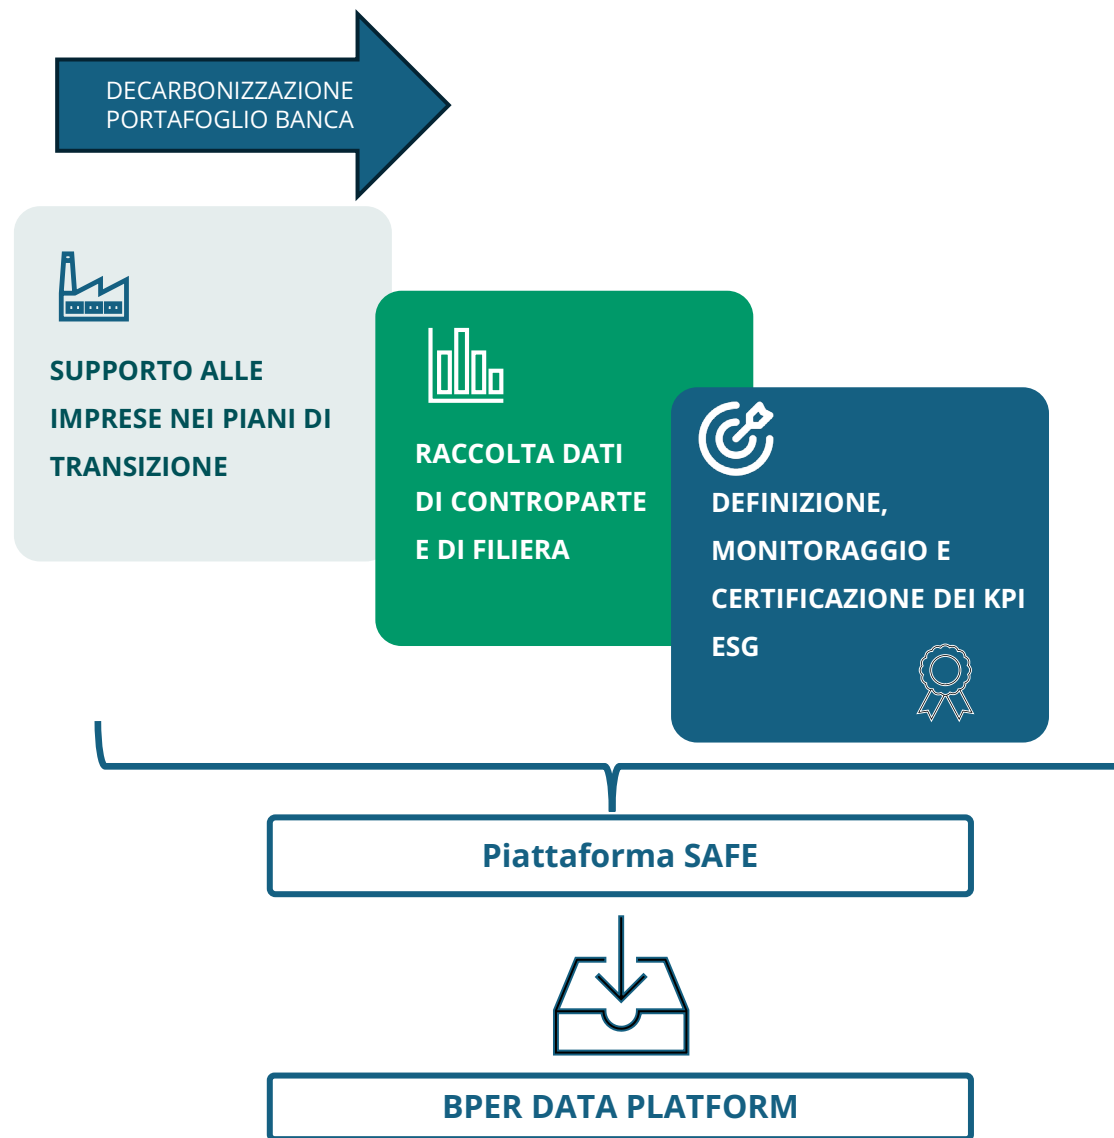 DECARBONIZZAZIONE
PORTAFOGLIO BANCA
SUPPORTO ALLE
IMPRESE NEI PIANI DI
TRANSIZIONE
RACCOLTA DATI
DI CONTROPARTE
E DI FILIERA
DEFINIZIONE,
MONITORAGGIO E
CERTIFICAZIONE DEI KPI
ESG
Piattaforma SAFE
BPER DATA PLATFORM